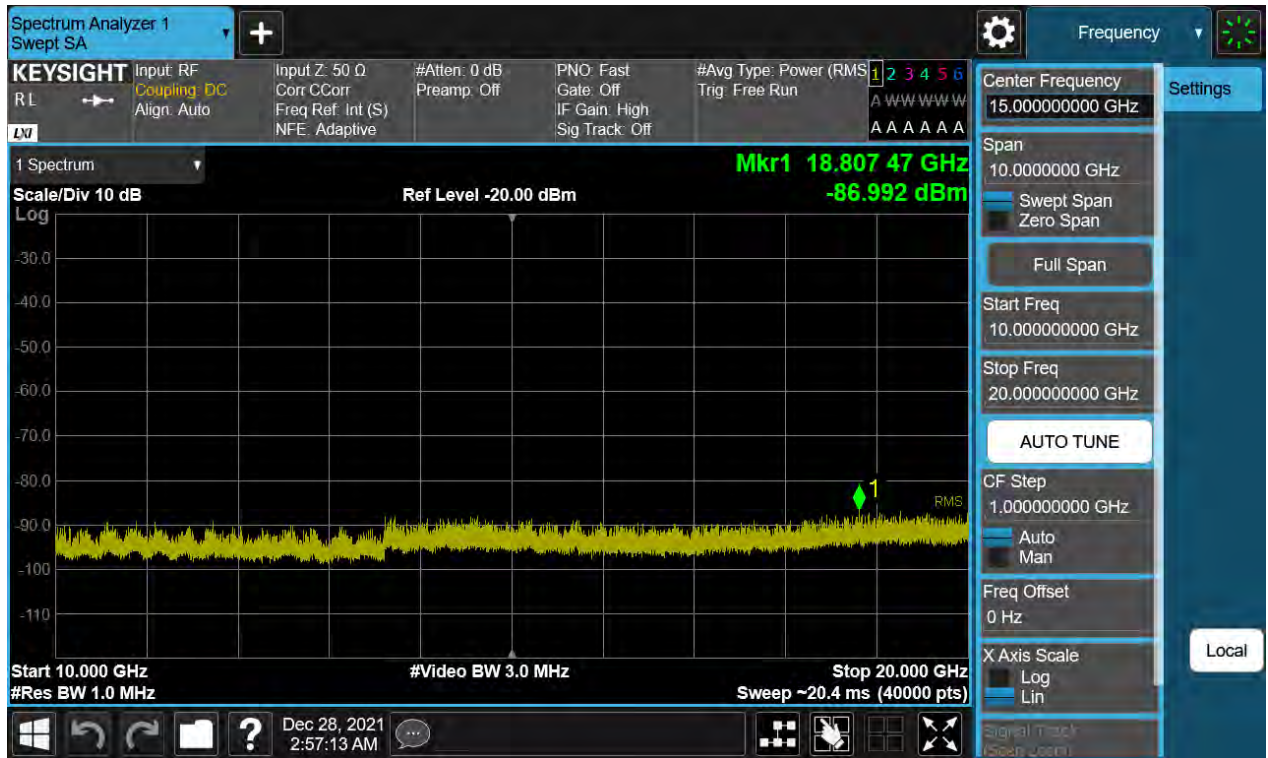 Spectrum Analyzer 1
Swept SA
+
Frequency
KEYSIGHT
RL
LXI
Input: RF
Coupling: DC
Align: Auto
Input Z: 50 Ω
Corr CCorr
Freq Ref: Int (S)
NFE: Adaptive
#Atten: 0 dB
Preamp: Off
PNO: Fast
Gate: Off
IF Gain: High
Sig Track: Off
#Avg Type: Power (RMS
Trig: Free Run
1 2 3 4 5 6
A W W W W W
A A A A A A
1 Spectrum
Scale/Div 10 dB
Ref Level -20.00 dBm
Mkr1 18.807 47 GHz
-86.992 dBm
Log
-30.0
-40.0
-50.0
-60.0
-70.0
-80.0
-90.0
-100
-110
1
RMS
Start 10.000 GHz
#Res BW 1.0 MHz
#Video BW 3.0 MHz
Stop 20.000 GHz
Sweep ~20.4 ms (40000 pts)
?
Dec 28, 2021
2:57:13 AM
Center Frequency
15.000000000 GHz
Span
10.0000000 GHz
Swept Span
Zero Span
Full Span
Start Freq
10.000000000 GHz
Stop Freq
20.000000000 GHz
AUTO TUNE
CF Step
1.000000000 GHz
Auto
Man
Freq Offset
0 Hz
X Axis Scale
Log
Lin
Signal Track
(Span Zoom)
Settings
Local